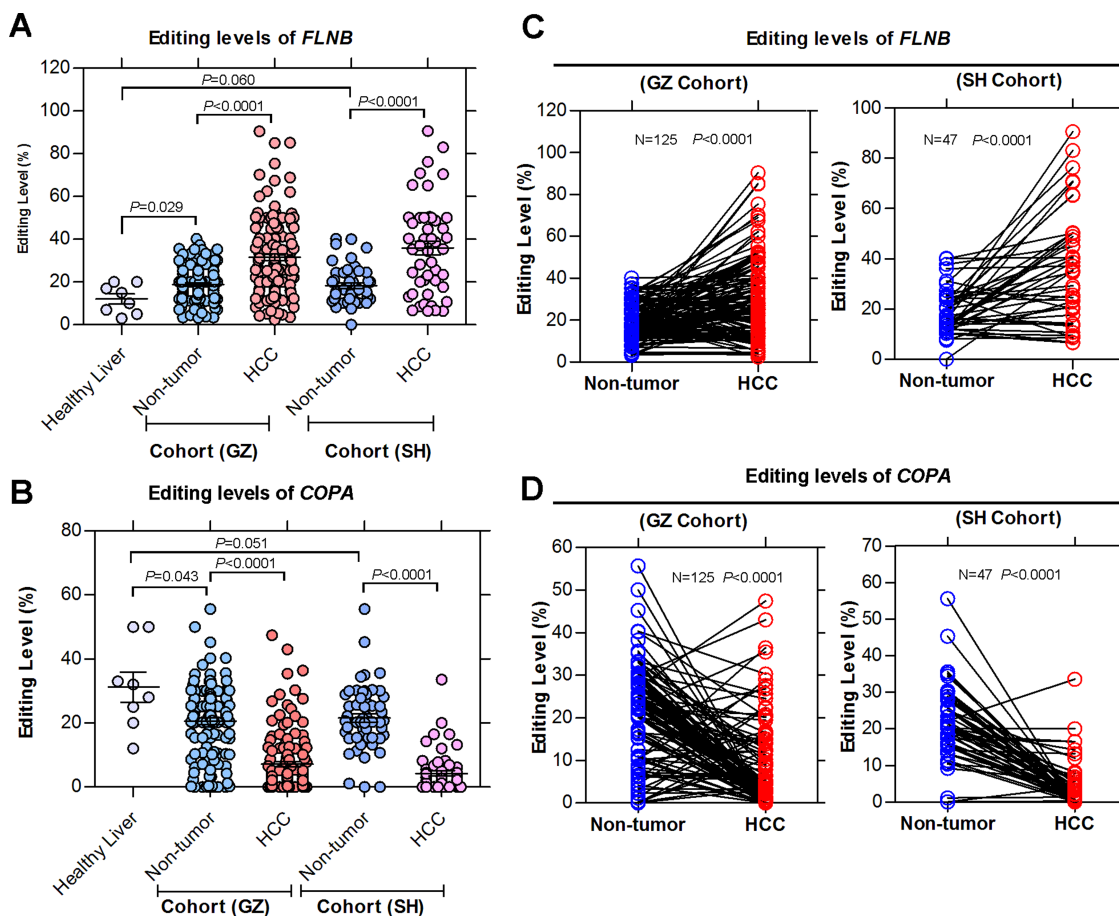 A
Editing levels of FLNB
Editing Level (%)
120
100
80
60
40
20
0
P=0.060
P<0.0001
P<0.0001
P=0.029
Healthy Liver
Non-tumor
HCC
Non-tumor
HCC
Cohort (GZ)
Cohort (SH)
B
Editing levels of COPA
Editing Level (%)
80
60
40
20
0
P=0.051
P=0.043
P<0.0001
P<0.0001
Healthy Liver
Non-tumor
HCC
Non-tumor
HCC
Cohort (GZ)
Cohort (SH)
C
Editing levels of FLNB
(GZ Cohort)
Editing Level (%)
120
100
80
60
40
20
0
N=125 P<0.0001
Non-tumor
HCC
(SH Cohort)
Editing Level (%)
100
80
60
40
20
0
N=47 P<0.0001
Non-tumor
HCC
D
Editing levels of COPA
(GZ Cohort)
Editing Level (%)
60
50
40
30
20
10
0
N=125 P<0.0001
Non-tumor
HCC
(SH Cohort)
Editing Level (%)
70
60
50
40
30
20
10
0
N=47 P<0.0001
Non-tumor
HCC